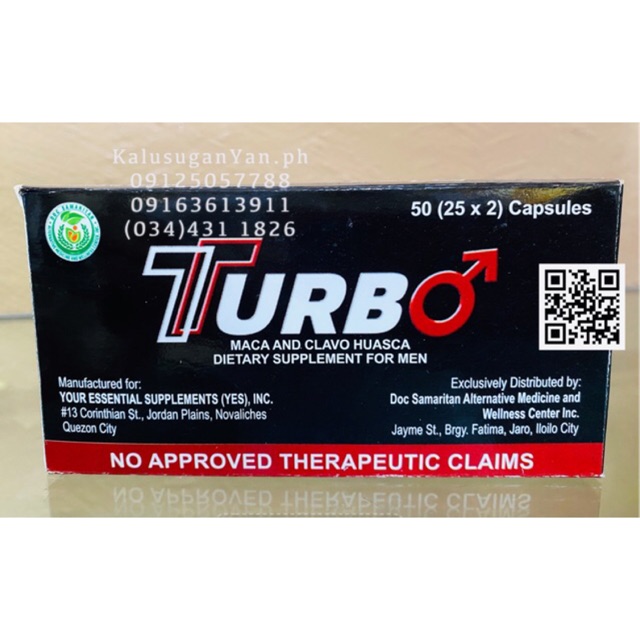 KalusuganYan.ph
09125057788
09163613911
(034)431 1826
50 (25 x 2) Capsules
TURBO
MACA AND CLAVO HUASCA
DIETARY SUPPLEMENT FOR MEN
Manufactured for:
YOUR ESSENTIAL SUPPLEMENTS (YES), INC.
#13 Corinthian St., Jordan Plains, Novaliches
Quezon City
Exclusively Distributed by:
Doc Samaritan Alternative Medicine and
Wellness Center Inc.
Jayme St., Brgy. Fatima, Jaro, Iloilo City
NO APPROVED THERAPEUTIC CLAIMS